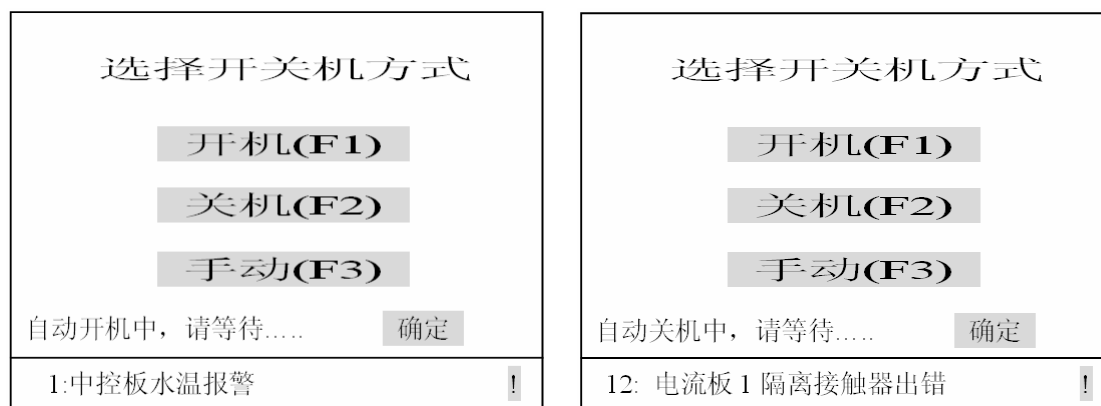 选择开关机方式
开机(F1)
关机(F2)
手动(F3)
自动开机中，请等待..... 确定
1:中控板水温报警 !
选择开关机方式
开机(F1)
关机(F2)
手动(F3)
自动关机中，请等待..... 确定
12: 电流板 1 隔离接触器出错 !